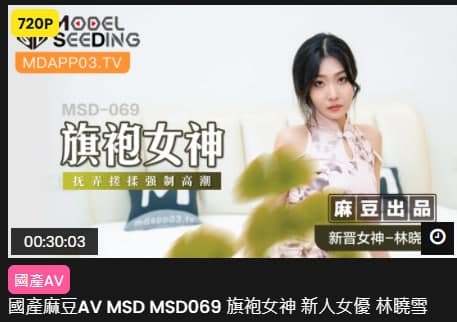 720P
MODEL
SEEDING
MDAPP03.TV
MSD-069
旗袍女神
抚弄搓揉强制高潮
mdapp03.tv
麻豆出品
新晋女神-林晓
00:30:03
國產AV
國產麻豆AV MSD MSD069 旗袍女神 新人女優 林曉雪